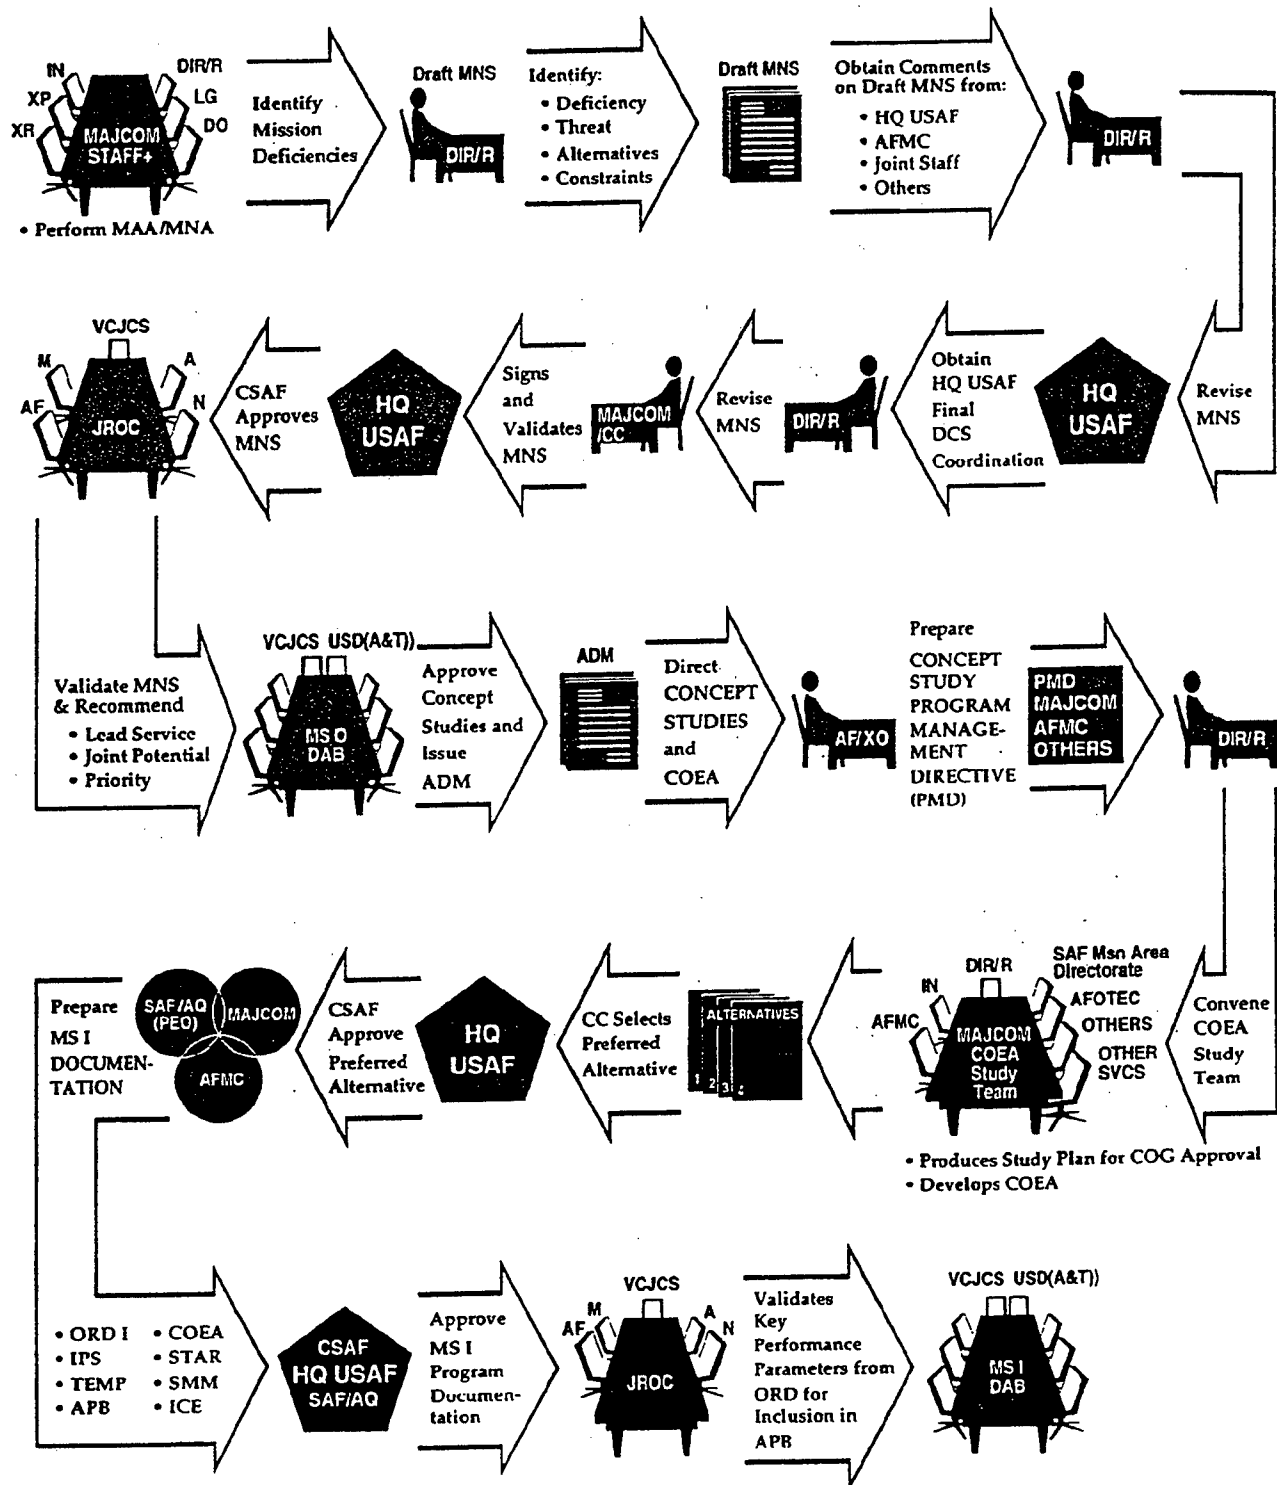 IN
DIR/R
XP
LG
XR
DO
MAJCOM
STAFF+
• Perform MAA/MNA
Identify
Mission
Deficiencies
Draft MNS
DIR/R
Identify:
• Deficiency
• Threat
• Alternatives
• Constraints
Draft MNS
Obtain Comments
on Draft MNS from:
• HQ USAF
• AFMC
• Joint Staff
• Others
DIR/R
Revise
MNS
HQ
USAF
Obtain
HQ USAF
Final
DCS
Coordination
DIR/R
Revise
MNS
MAJCOM
/CC
Signs
and
Validates
MNS
HQ
USAF
CSAF
Approves
MNS
VCJCS
M
A
AF
N
JROC
Validate MNS
& Recommend
• Lead Service
• Joint Potential
• Priority
VCJCS USD(A&T))
MS O
DAB
Approve
Concept
Studies and
Issue
ADM
ADM
Direct
CONCEPT
STUDIES
and
COEA
AF/XO
Prepare
CONCEPT
STUDY
PROGRAM
MANAGE-
MENT
DIRECTIVE
(PMD)
PMD
MAJCOM
AFMC
OTHERS
DIR/R
Convene
COEA
Study
Team
DIR/R
SAF Msn Area
Directorate
IN
AFOTEC
AFMC
OTHERS
OTHER
SVCS
MAJCOM
COEA
Study
Team
• Produces Study Plan for COG Approval
• Develops COEA
ALTERNATIVES
1
2
3
4
CC Selects
Preferred
Alternative
HQ
USAF
CSAF
Approve
Preferred
Alternative
SAF/AQ
(PEO)
MAJCOM
AFMC
Prepare
MS I
DOCUMEN-
TATION
• ORD I • COEA
• IPS • STAR
• TEMP • SMM
• APB • ICE
CSAF
HQ USAF
SAF/AQ
Approve
MS I
Program
Documen-
tation
VCJCS
M
A
AF
N
JROC
Validates
Key
Performance
Parameters from
ORD for
Inclusion in
APB
VCJCS USD(A&T))
MS I
DAB